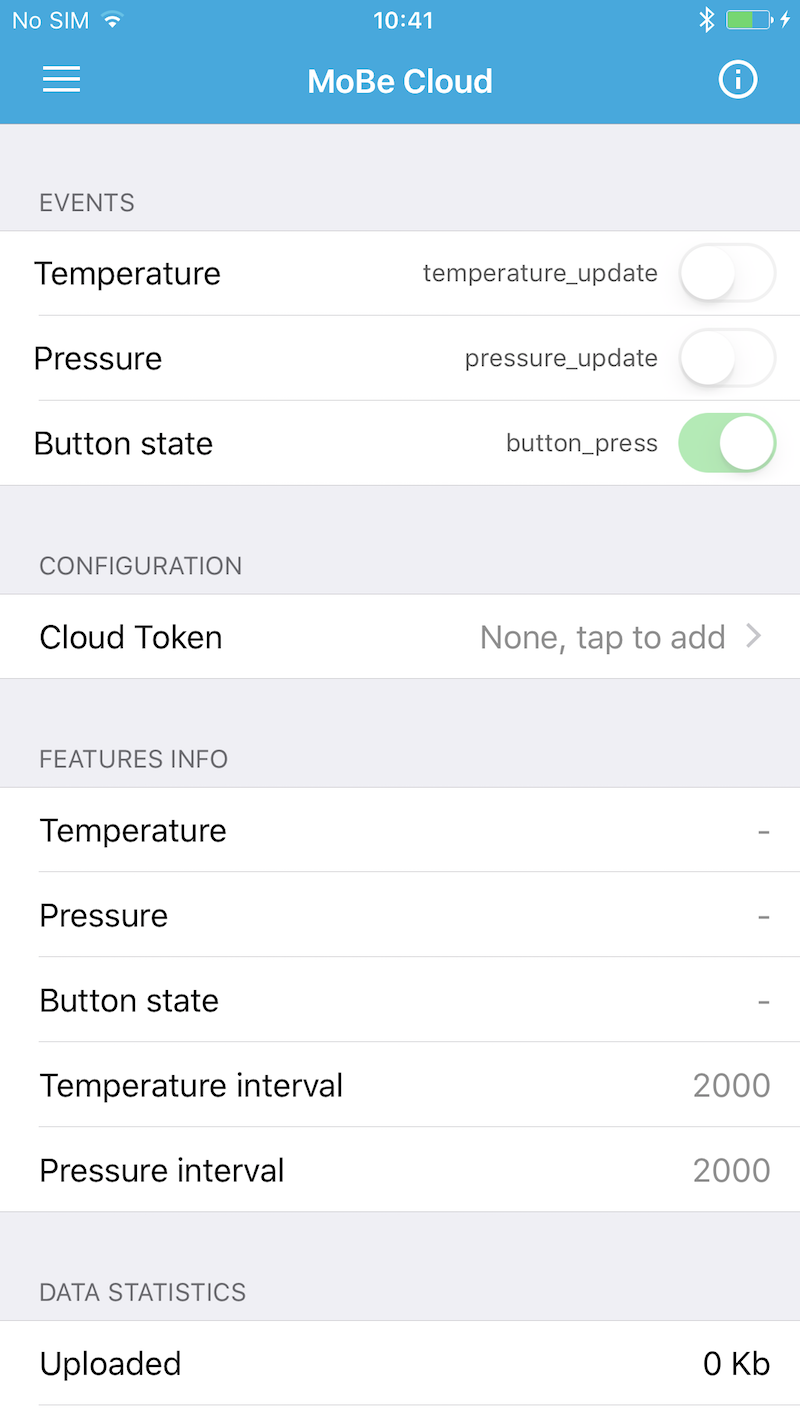 No SIM 10:41
MoBe Cloud
EVENTS
Temperature temperature_update
Pressure pressure_update
Button state button_press
CONFIGURATION
Cloud Token None, tap to add
FEATURES INFO
Temperature -
Pressure -
Button state -
Temperature interval 2000
Pressure interval 2000
DATA STATISTICS
Uploaded 0 Kb